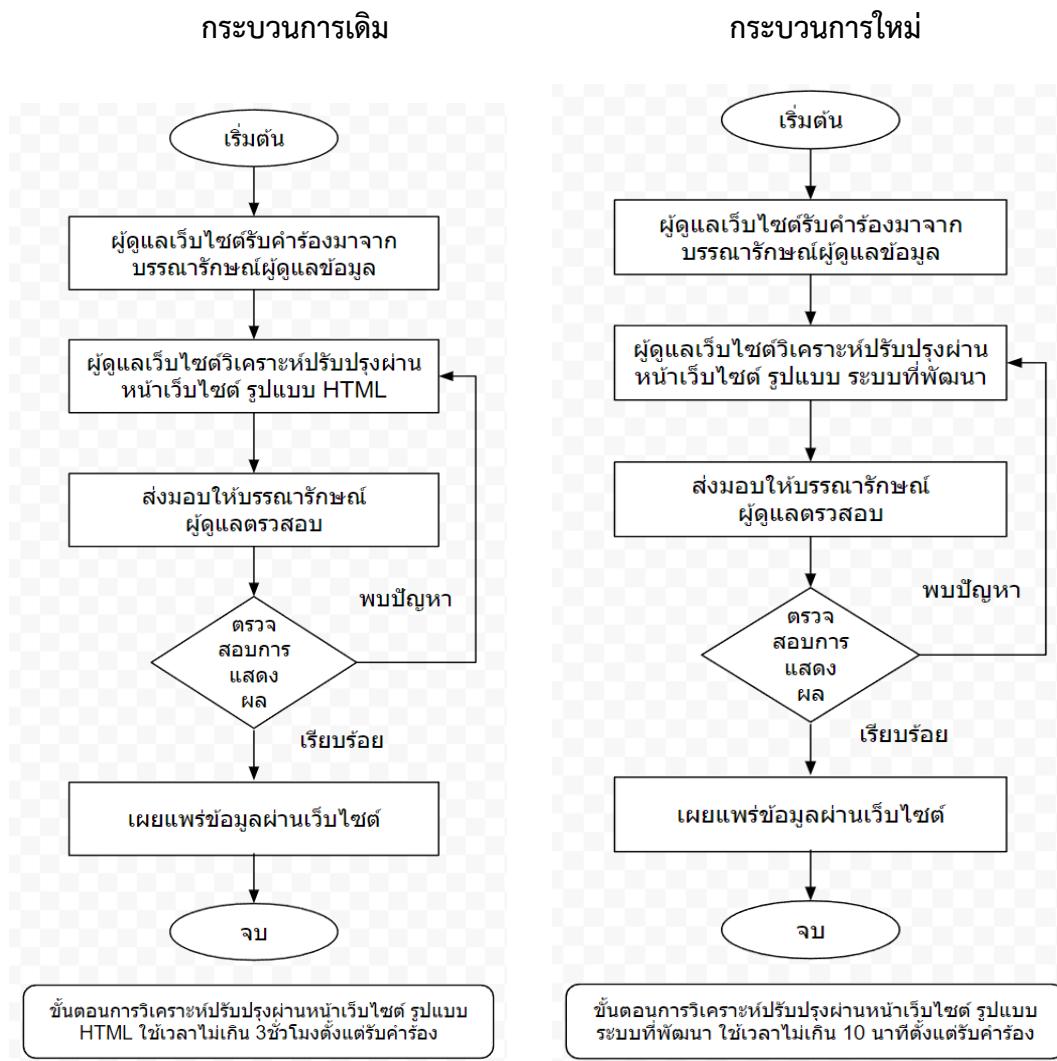 กระบวนการเดิม
เริ่มต้น
ผู้ดูแลเว็บไซต์รับคำร้องมาจาก
บรรณารักษณ์ผู้ดูแลข้อมูล
ผู้ดูแลเว็บไซต์วิเคราะห์ปรับปรุงผ่าน
หน้าเว็บไซต์ รูปแบบ HTML
ส่งมอบให้บรรณารักษณ์
ผู้ดูแลตรวสอบ
พบปัญหา
ตรวจ
สอบการ
แสดง
ผล
เรียบร้อย
เผยแพร่ข้อมูลผ่านเว็บไซต์
จบ
ขั้นตอนการวิเคราะห์ปรับปรุงผ่านหน้าเว็บไซต์ รูปแบบ
HTML ใช้เวลาไม่เกิน 3ชั่วโมงตั้งแต่รับคำร้อง
กระบวนการใหม่
เริ่มต้น
ผู้ดูแลเว็บไซต์รับคำร้องมาจาก
บรรณารักษณ์ผู้ดูแลข้อมูล
ผู้ดูแลเว็บไซต์วิเคราะห์ปรับปรุงผ่าน
หน้าเว็บไซต์ รูปแบบ ระบบที่พัฒนา
ส่งมอบให้บรรณารักษณ์
ผู้ดูแลตรวสอบ
พบปัญหา
ตรวจ
สอบการ
แสดง
ผล
เรียบร้อย
เผยแพร่ข้อมูลผ่านเว็บไซต์
จบ
ขั้นตอนการวิเคราะห์ปรับปรุงผ่านหน้าเว็บไซต์ รูปแบบ
ระบบที่พัฒนา ใช้เวลาไม่เกิน 10 นาทีตั้งแต่รับคำร้อง